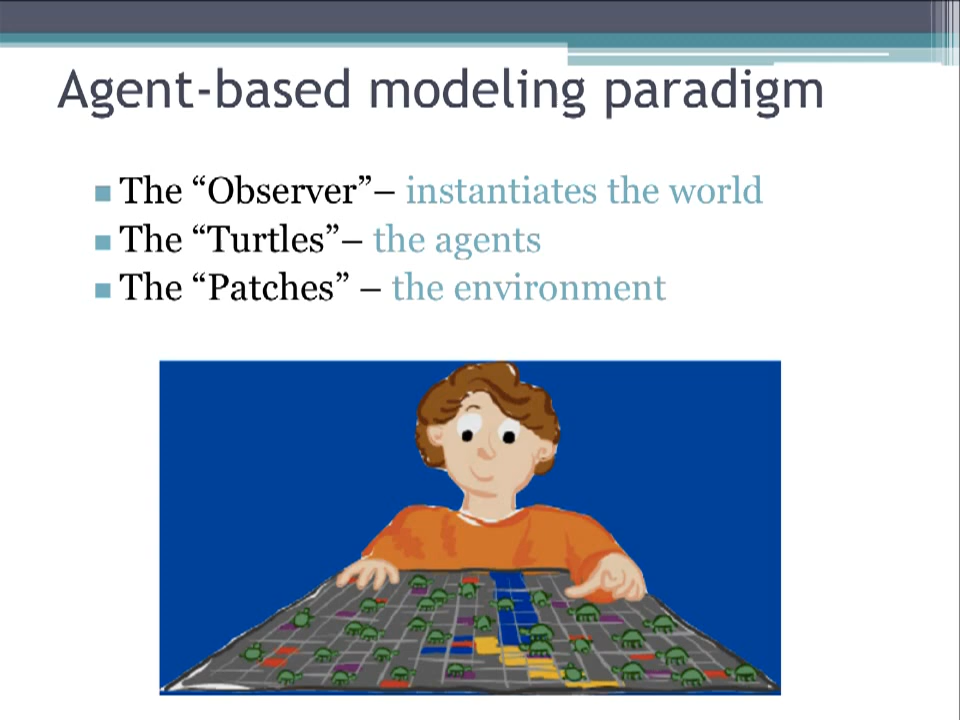 Agent-based modeling paradigm
The “Observer”– instantiates the world
The “Turtles”– the agents
The “Patches” – the environment